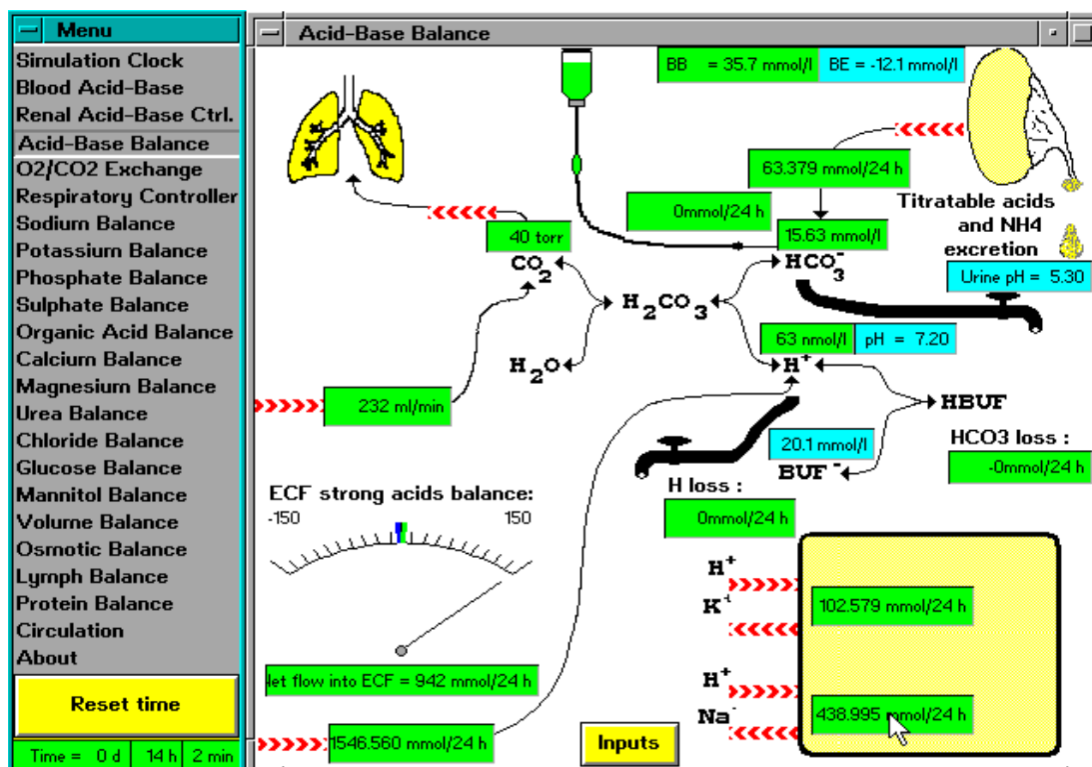 Menu
Simulation Clock
Blood Acid-Base
Renal Acid-Base Ctrl.
Acid-Base Balance
O2/CO2 Exchange
Respiratory Controller
Sodium Balance
Potassium Balance
Phosphate Balance
Sulphate Balance
Organic Acid Balance
Calcium Balance
Magnesium Balance
Urea Balance
Chloride Balance
Glucose Balance
Mannitol Balance
Volume Balance
Osmotic Balance
Lymph Balance
Protein Balance
Circulation
About
Reset time
Time = 0 d 14 h 2 min
Acid-Base Balance
BB = 35.7 mmol/l BE = -12.1 mmol/l
63.379 mmol/24 h
0mmol/24 h
Titratable acids
and NH4
excretion
40 torr
15.63 mmol/l
CO2
HCO3-
Urine pH = 5.30
H2CO3
63 nmol/l pH = 7.20
H2O
H+
232 ml/min
HBUF
20.1 mmol/l
BUF-
HCO3 loss :
-0mmol/24 h
ECF strong acids balance:
-150 150
H loss :
0mmol/24 h
H+
K+
102.579 mmol/24 h
let flow into ECF = 942 mmol/24 h
H+
Na
438.995 mmol/24 h
1546.560 mmol/24 h
Inputs